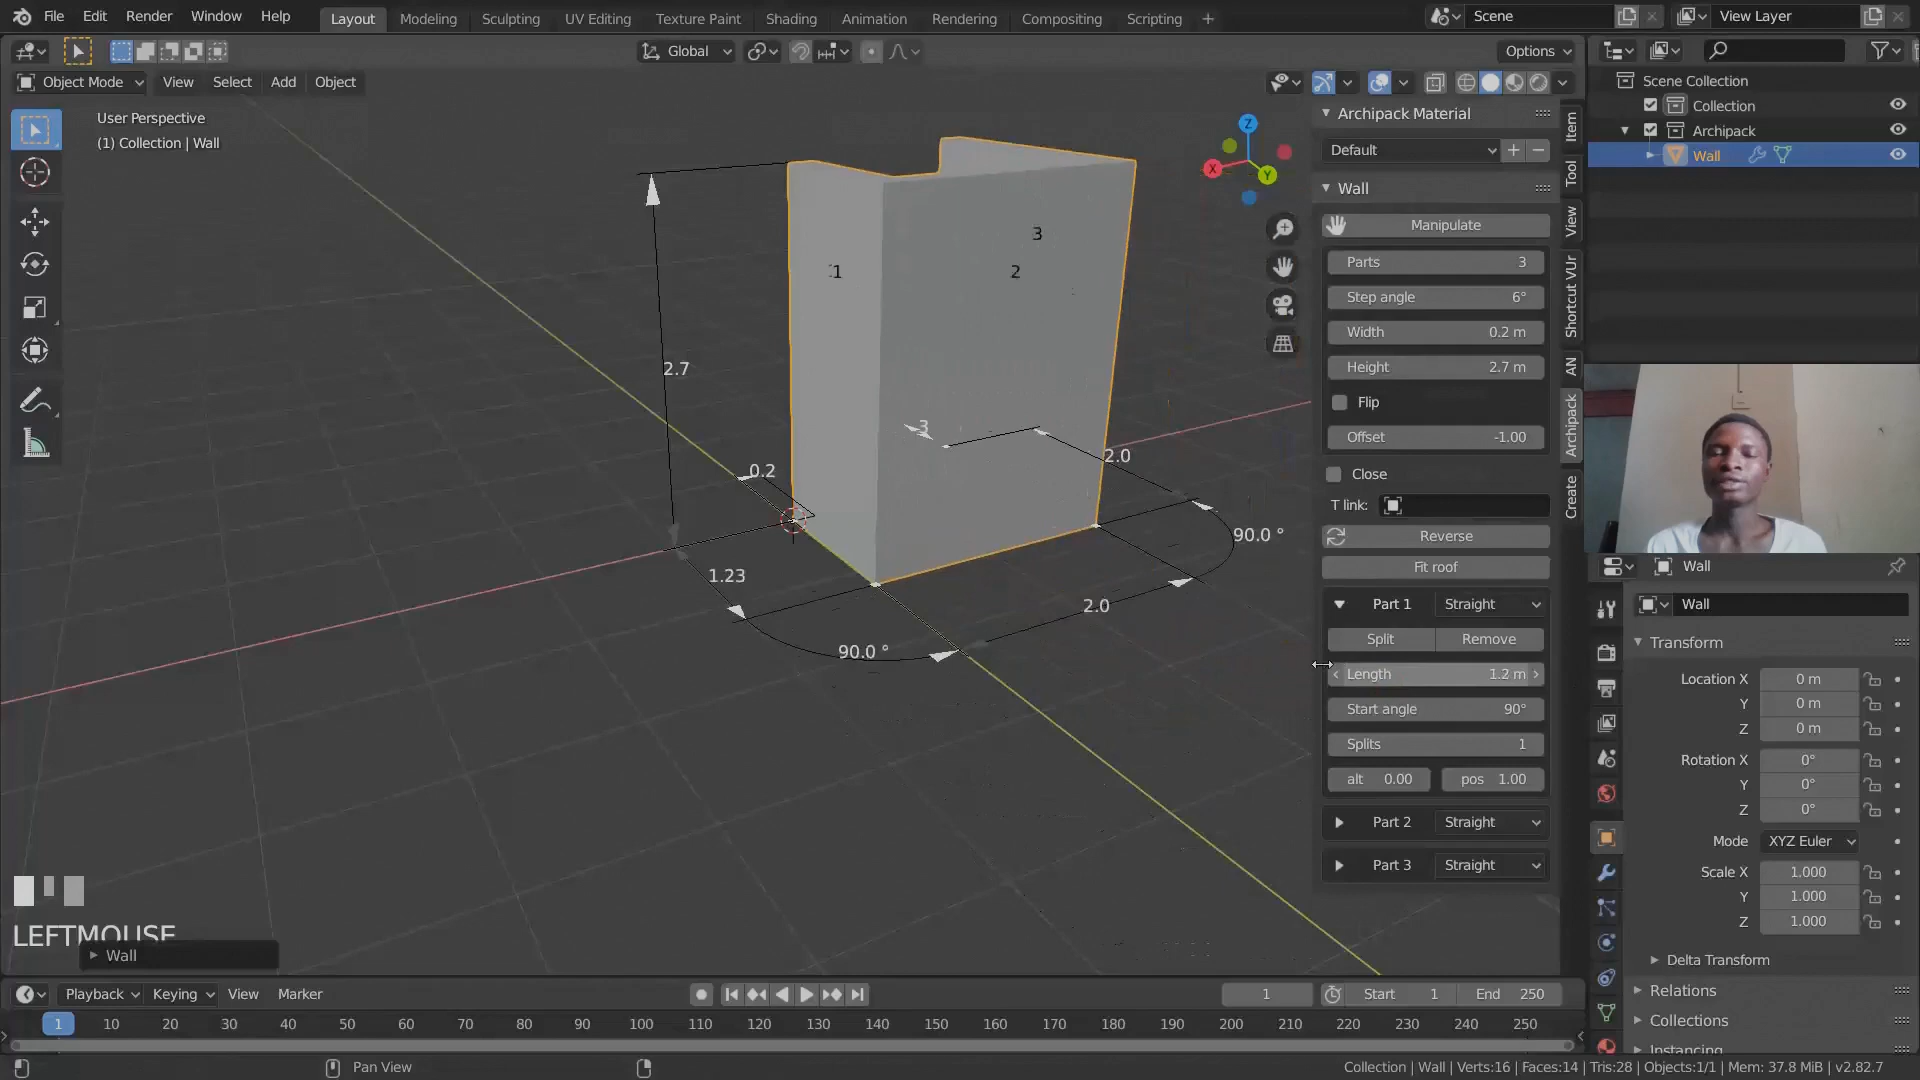 File Edit Render Window Help Layout Modeling Sculpting UV Editing Texture Paint Shading Animation Rendering Compositing Scripting + Scene View Layer
Global Options
Object Mode View Select Add Object
User Perspective
(1) Collection | Wall
Z
X
Y
3
1
2
2.7
3
2.0
0.2
90.0 °
1.23
2.0
90.0 °
LEFTMOUSE
Wall
Archipack Material
Default
Wall
Manipulate
Parts 3
Step angle 6°
Width 0.2 m
Height 2.7 m
Flip
Offset -1.00
Close
T link:
Reverse
Fit roof
Part 1 Straight
Split Remove
Length 1.2 m
Start angle 90°
Splits 1
alt 0.00 pos 1.00
Part 2 Straight
Part 3 Straight
Item
Tool
View
Shortcut VUr
AN
Archipack
Create
Scene Collection
Collection
Archipack
Wall
Wall
Wall
Transform
Location X 0 m
Y 0 m
Z 0 m
Rotation X 0°
Y 0°
Z 0°
Mode XYZ Euler
Scale X 1.000
Y 1.000
Z 1.000
Delta Transform
Relations
Collections
Instancing
Playback Keying View Marker 1 Start 1 End 250
1 10 20 30 40 50 60 70 80 90 100 110 120 130 140 150 160 170 180 190 200 210 220 230 240 250
Pan View Collection | Wall | Verts:16 | Faces:14 | Tris:28 | Objects:1/1 | Mem: 37.8 MiB | v2.82.7